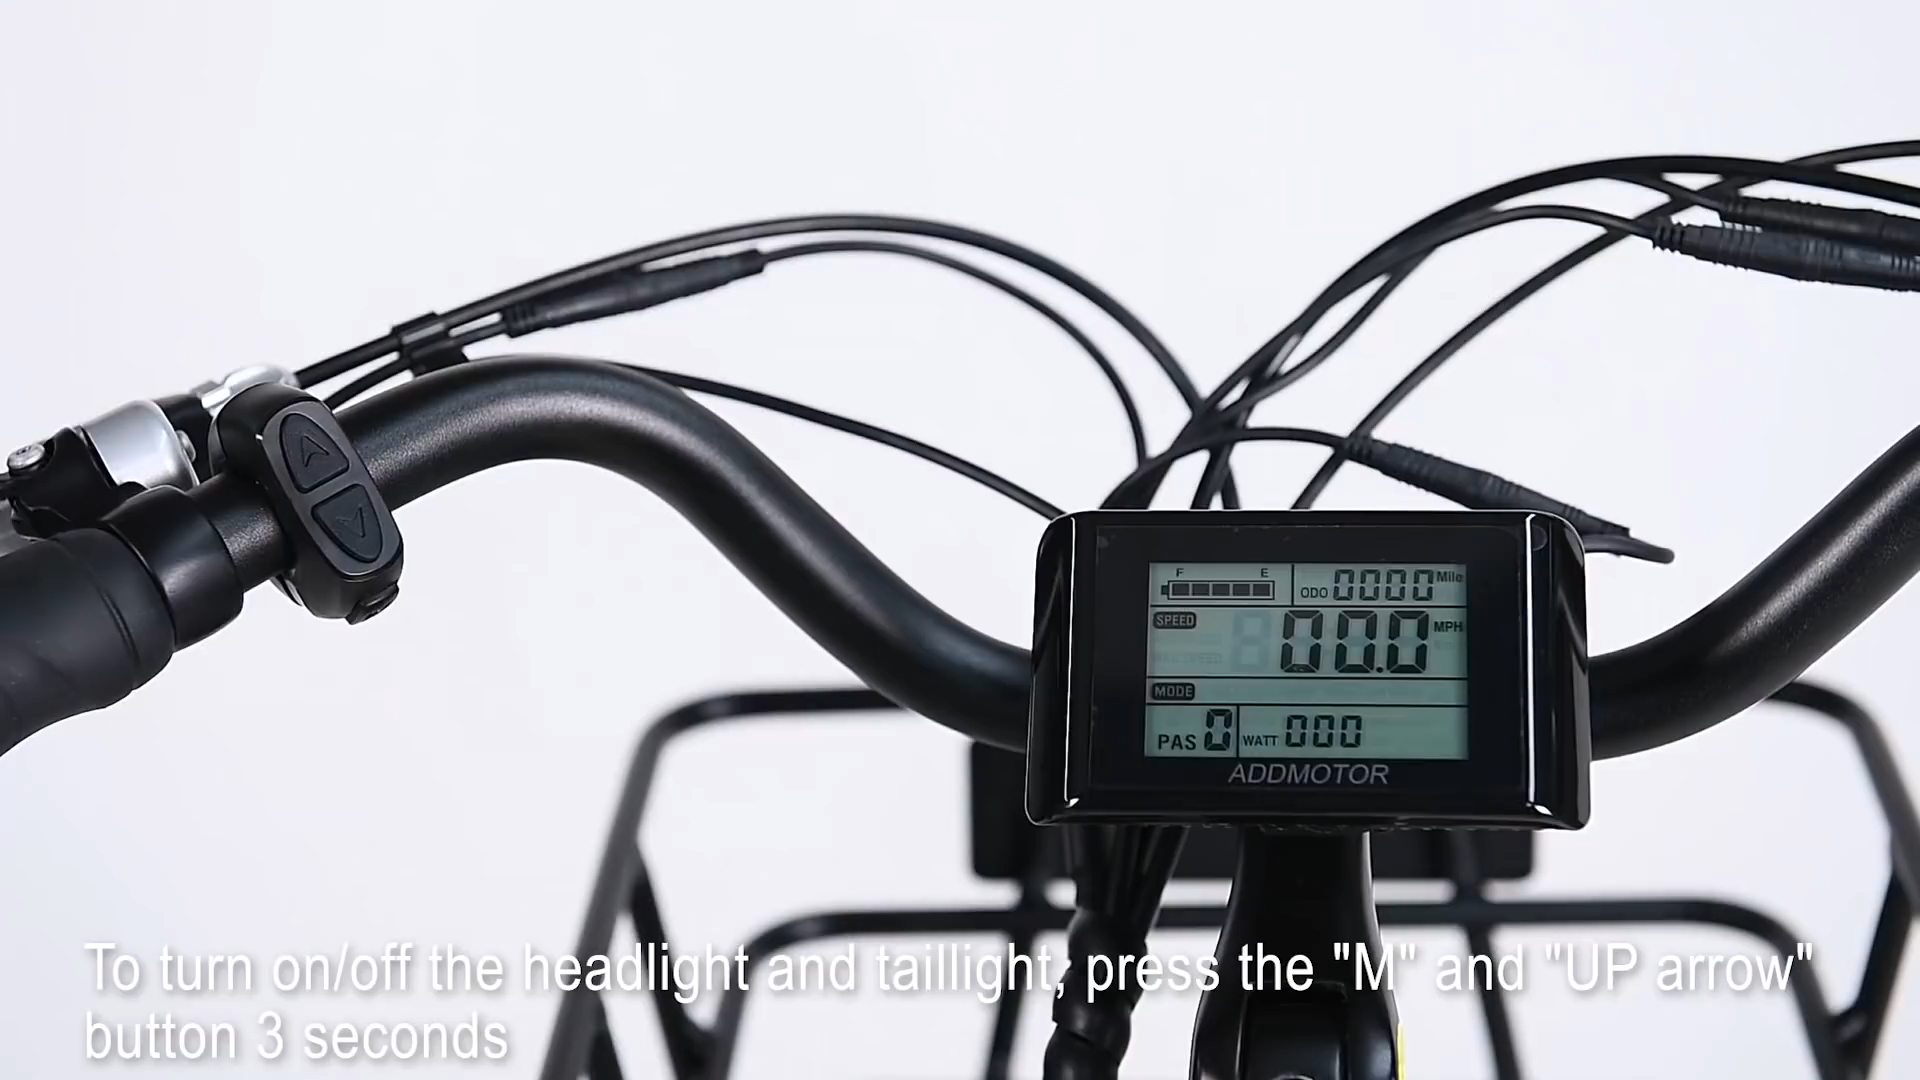 F E
ODO 0000 Mile
SPEED 00.0 MPH
MODE
PAS 0 WATT 000
ADDMOTOR
To turn on/off the headlight and taillight, press the "M" and "UP arrow"
button 3 seconds